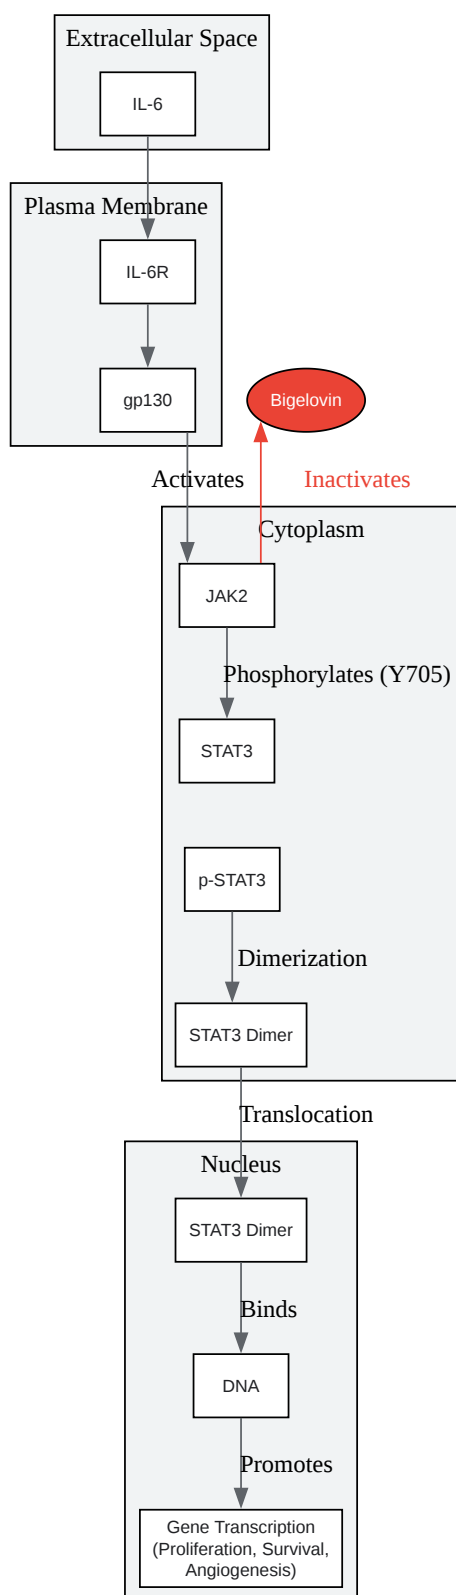 Extracellular Space
IL-6
Plasma Membrane
IL-6R
gp130
Bigelovin
Activates
Inactivates
Cytoplasm
JAK2
Phosphorylates (Y705)
STAT3
p-STAT3
Dimerization
STAT3 Dimer
Translocation
Nucleus
STAT3 Dimer
Binds
DNA
Promotes
Gene Transcription
(Proliferation, Survival,
Angiogenesis)